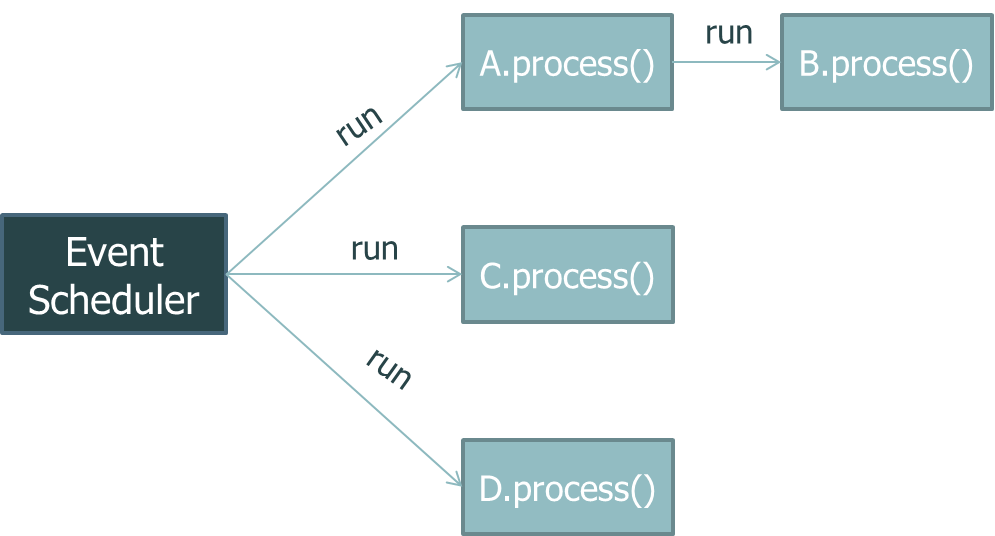 A.process()
run
B.process()
run
Event
Scheduler
run
C.process()
run
D.process()